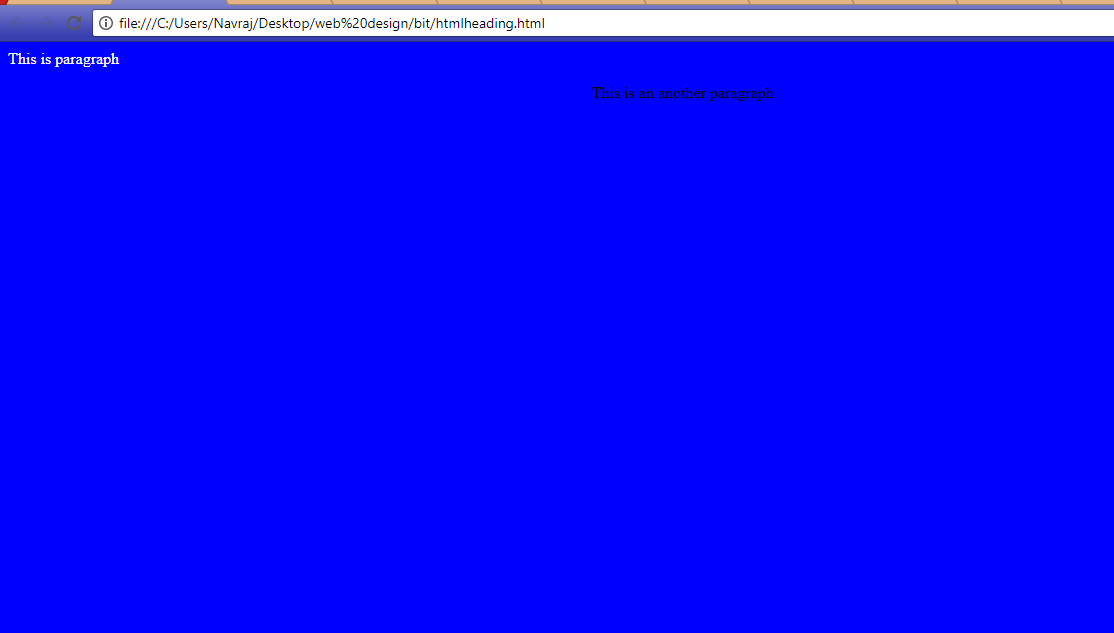 file:///C:/Users/Navraj/Desktop/web%20design/bit/htmlheading.html
This is paragraph
This is an another paragraph